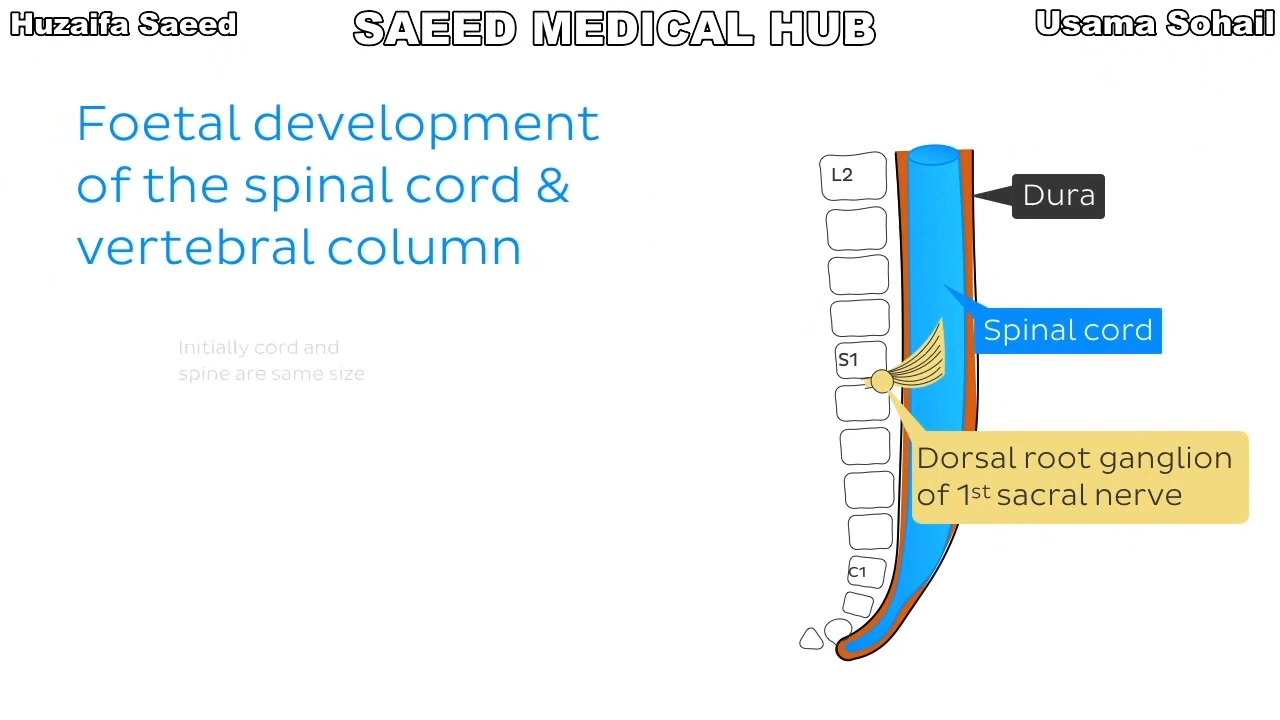 Huzaifa Saeed
SAEED MEDICAL HUB
Usama Sohail
Foetal development
of the spinal cord &
vertebral column
Initially cord and
spine are same size
L2
Dura
Spinal cord
S1
Dorsal root ganglion
of 1st sacral nerve
C1